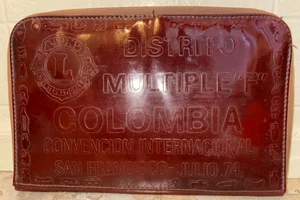 DISTRITO
MULTIPLE "F"
COLOMBIA
CONVENCION INTERNACIONAL
SAN FRANCISCO - JULIO 74
L